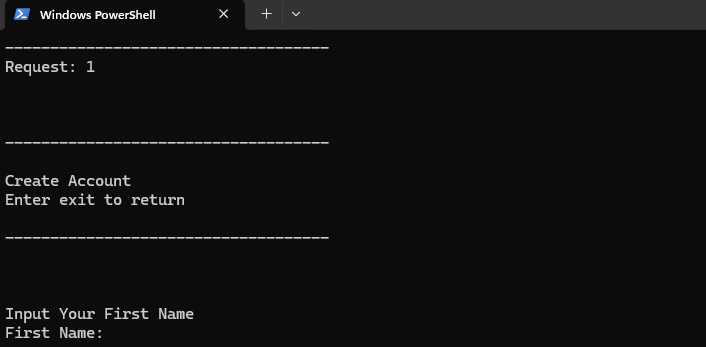 Windows PowerShell
------------------------------------
Request: 1
------------------------------------
Create Account
Enter exit to return
------------------------------------
Input Your First Name
First Name: